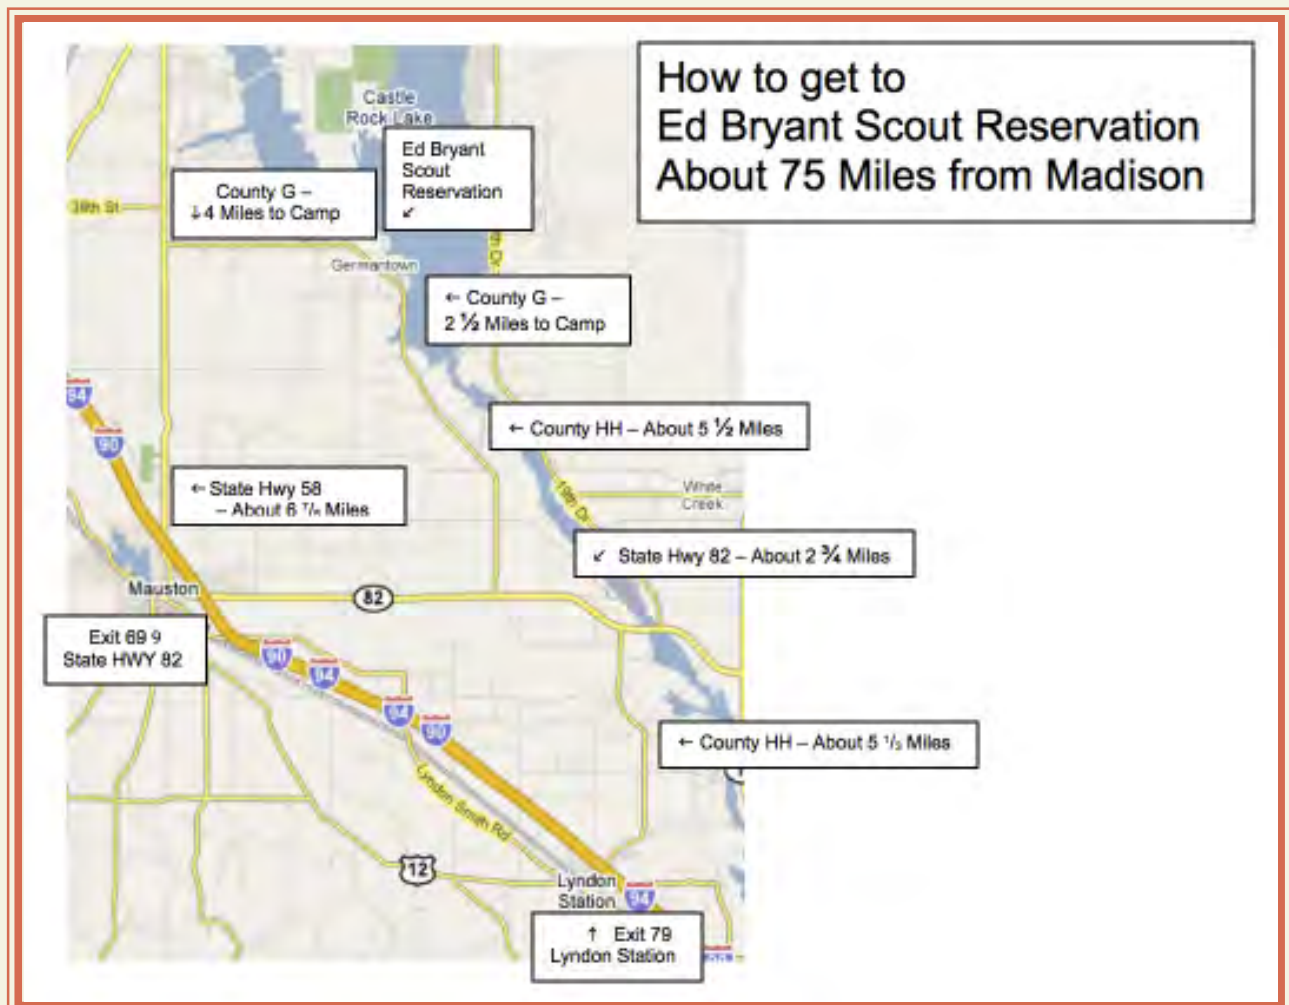 How to get to
Ed Bryant Scout Reservation
About 75 Miles from Madison
Castle
Rock Lake
Ed Bryant
Scout
Reservation
↙
County G –
↓4 Miles to Camp
38th St
th Dr
Germantown
← County G –
2 ½ Miles to Camp
94
90
← County HH – About 5 ½ Miles
← State Hwy 58
– About 6 Miles
White
Creek
19th Dr
↙ State Hwy 82 – About 2 ¾ Miles
Mauston
82
Exit 69 9
State HWY 82
90
94
94
90
← County HH – About 5 Miles
Lyndon Smith Rd
12
Lyndon
Station
94
↑ Exit 79
Lyndon Station